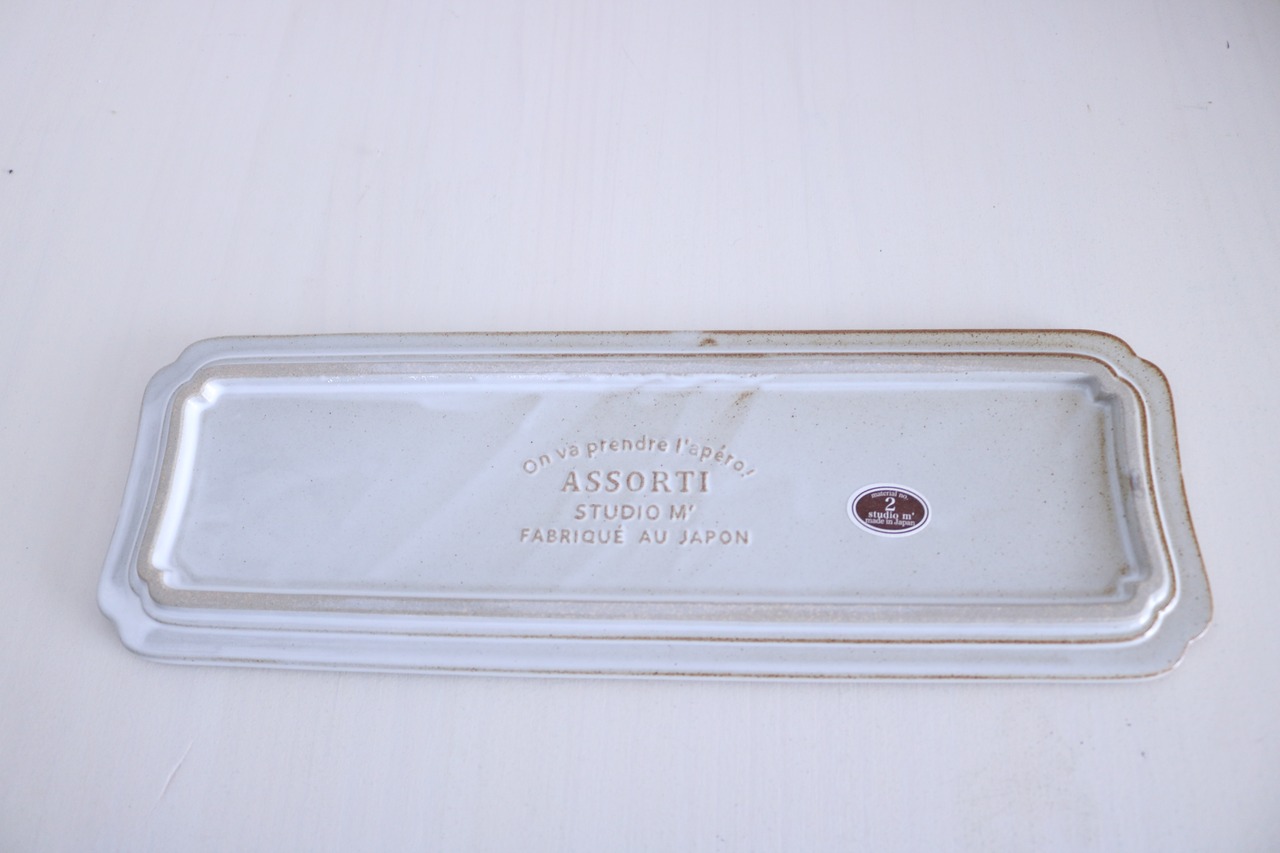 On va prendre l'apéro!
ASSORTI
STUDIO M'
FABRIQUÉ AU JAPON
material no.
2
studio m'
made in Japan